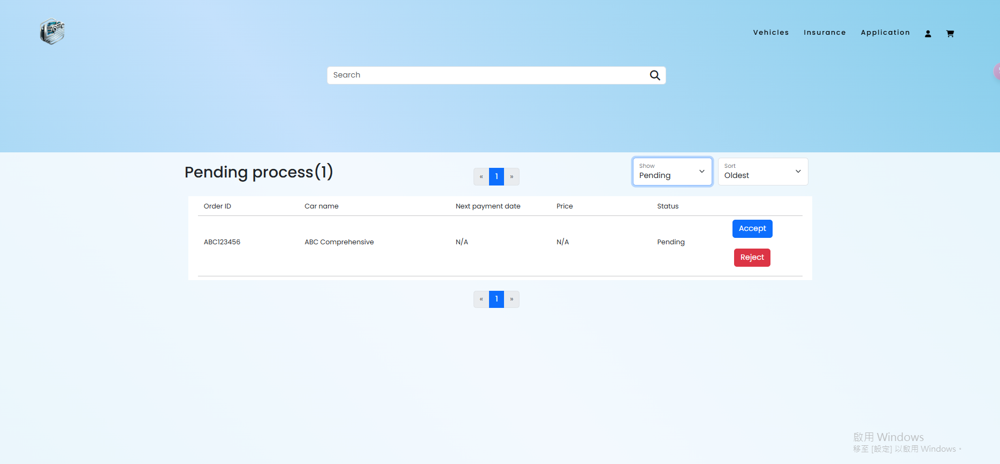 Vehicles Insurance Application
Search
Pending process(1)
« 1 »
Show
Pending
Sort
Oldest
Order ID Car name Next payment date Price Status
Accept
ABC123456 ABC Comprehensive N/A N/A Pending
Reject
« 1 »
啟用 Windows
移至 [設定] 以啟用 Windows。